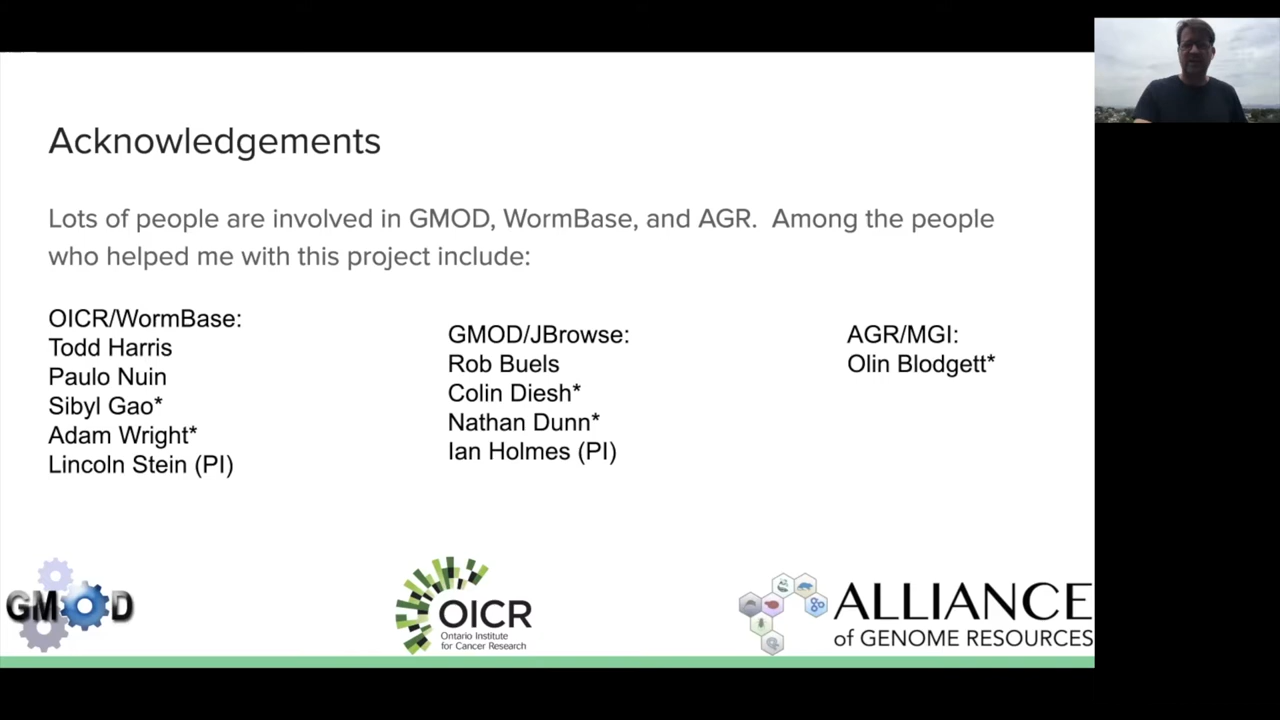 Acknowledgements
Lots of people are involved in GMOD, WormBase, and AGR.  Among the people
who helped me with this project include:
OICR/WormBase:
Todd Harris
Paulo Nuin
Sibyl Gao*
Adam Wright*
Lincoln Stein (PI)
GMOD/JBrowse:
Rob Buels
Colin Diesh*
Nathan Dunn*
Ian Holmes (PI)
AGR/MGI:
Olin Blodgett*
GMOD
OICR
Ontario Institute
for Cancer Research
ALLIANCE
of GENOME RESOURCES